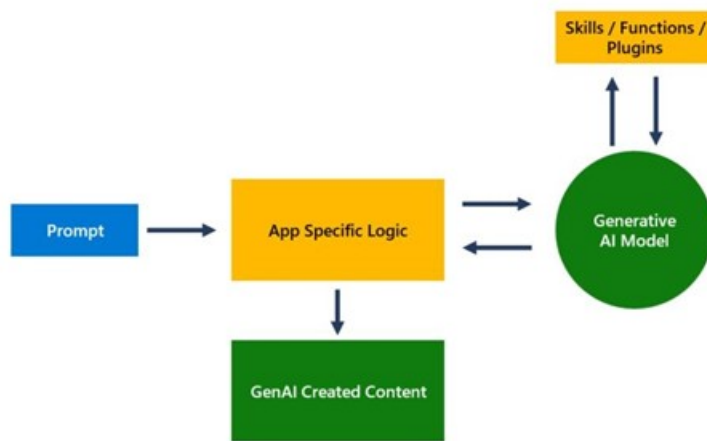 Skills / Functions /
Plugins
Prompt
App Specific Logic
Generative
AI Model
GenAI Created Content